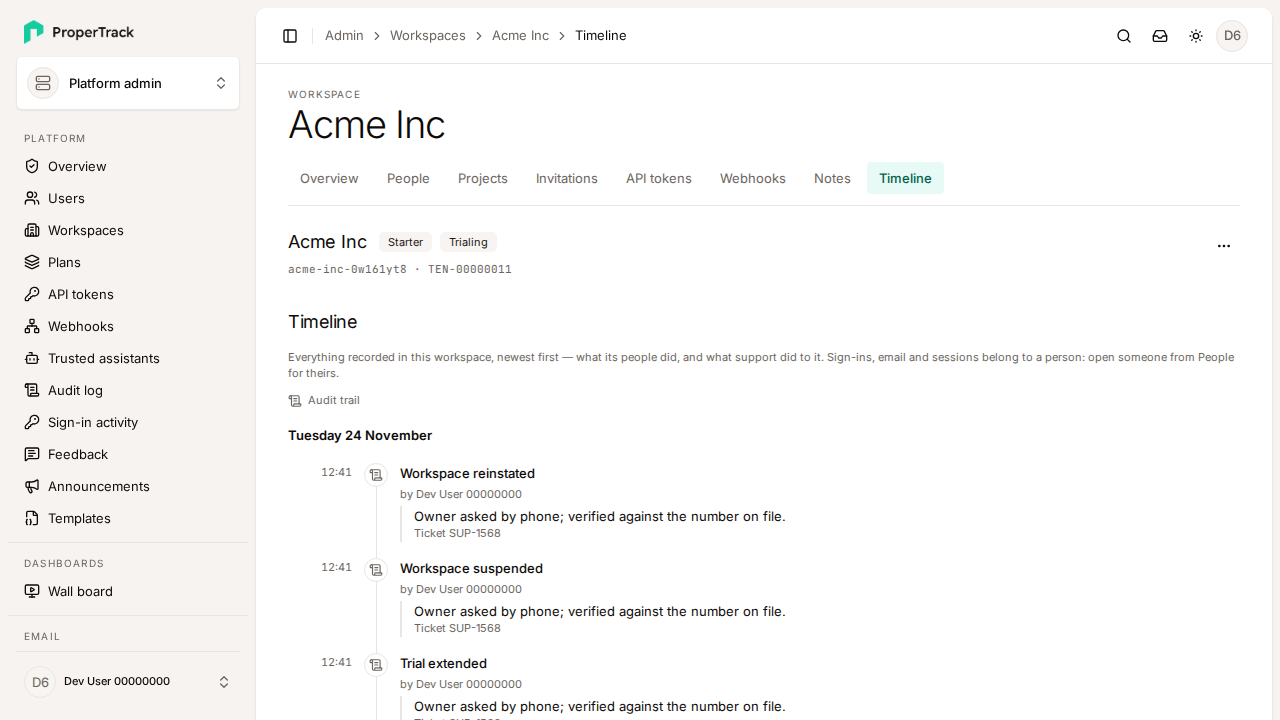 ProperTrack
Platform admin
PLATFORM
Overview
Users
Workspaces
Plans
API tokens
Webhooks
Trusted assistants
Audit log
Sign-in activity
Feedback
Announcements
Templates
DASHBOARDS
Wall board
EMAIL
D6 Dev User 00000000
Admin > Workspaces > Acme Inc > Timeline
D6
WORKSPACE
Acme Inc
Overview People Projects Invitations API tokens Webhooks Notes Timeline
Acme Inc Starter Trialing
acme-inc-0w161yt8 · TEN-00000011
Timeline
Everything recorded in this workspace, newest first — what its people did, and what support did to it. Sign-ins, email and sessions belong to a person: open someone from People
for theirs.
Audit trail
Tuesday 24 November
12:41 Workspace reinstated
by Dev User 00000000
Owner asked by phone; verified against the number on file.
Ticket SUP-1568
12:41 Workspace suspended
by Dev User 00000000
Owner asked by phone; verified against the number on file.
Ticket SUP-1568
12:41 Trial extended
by Dev User 00000000
Owner asked by phone; verified against the number on file.